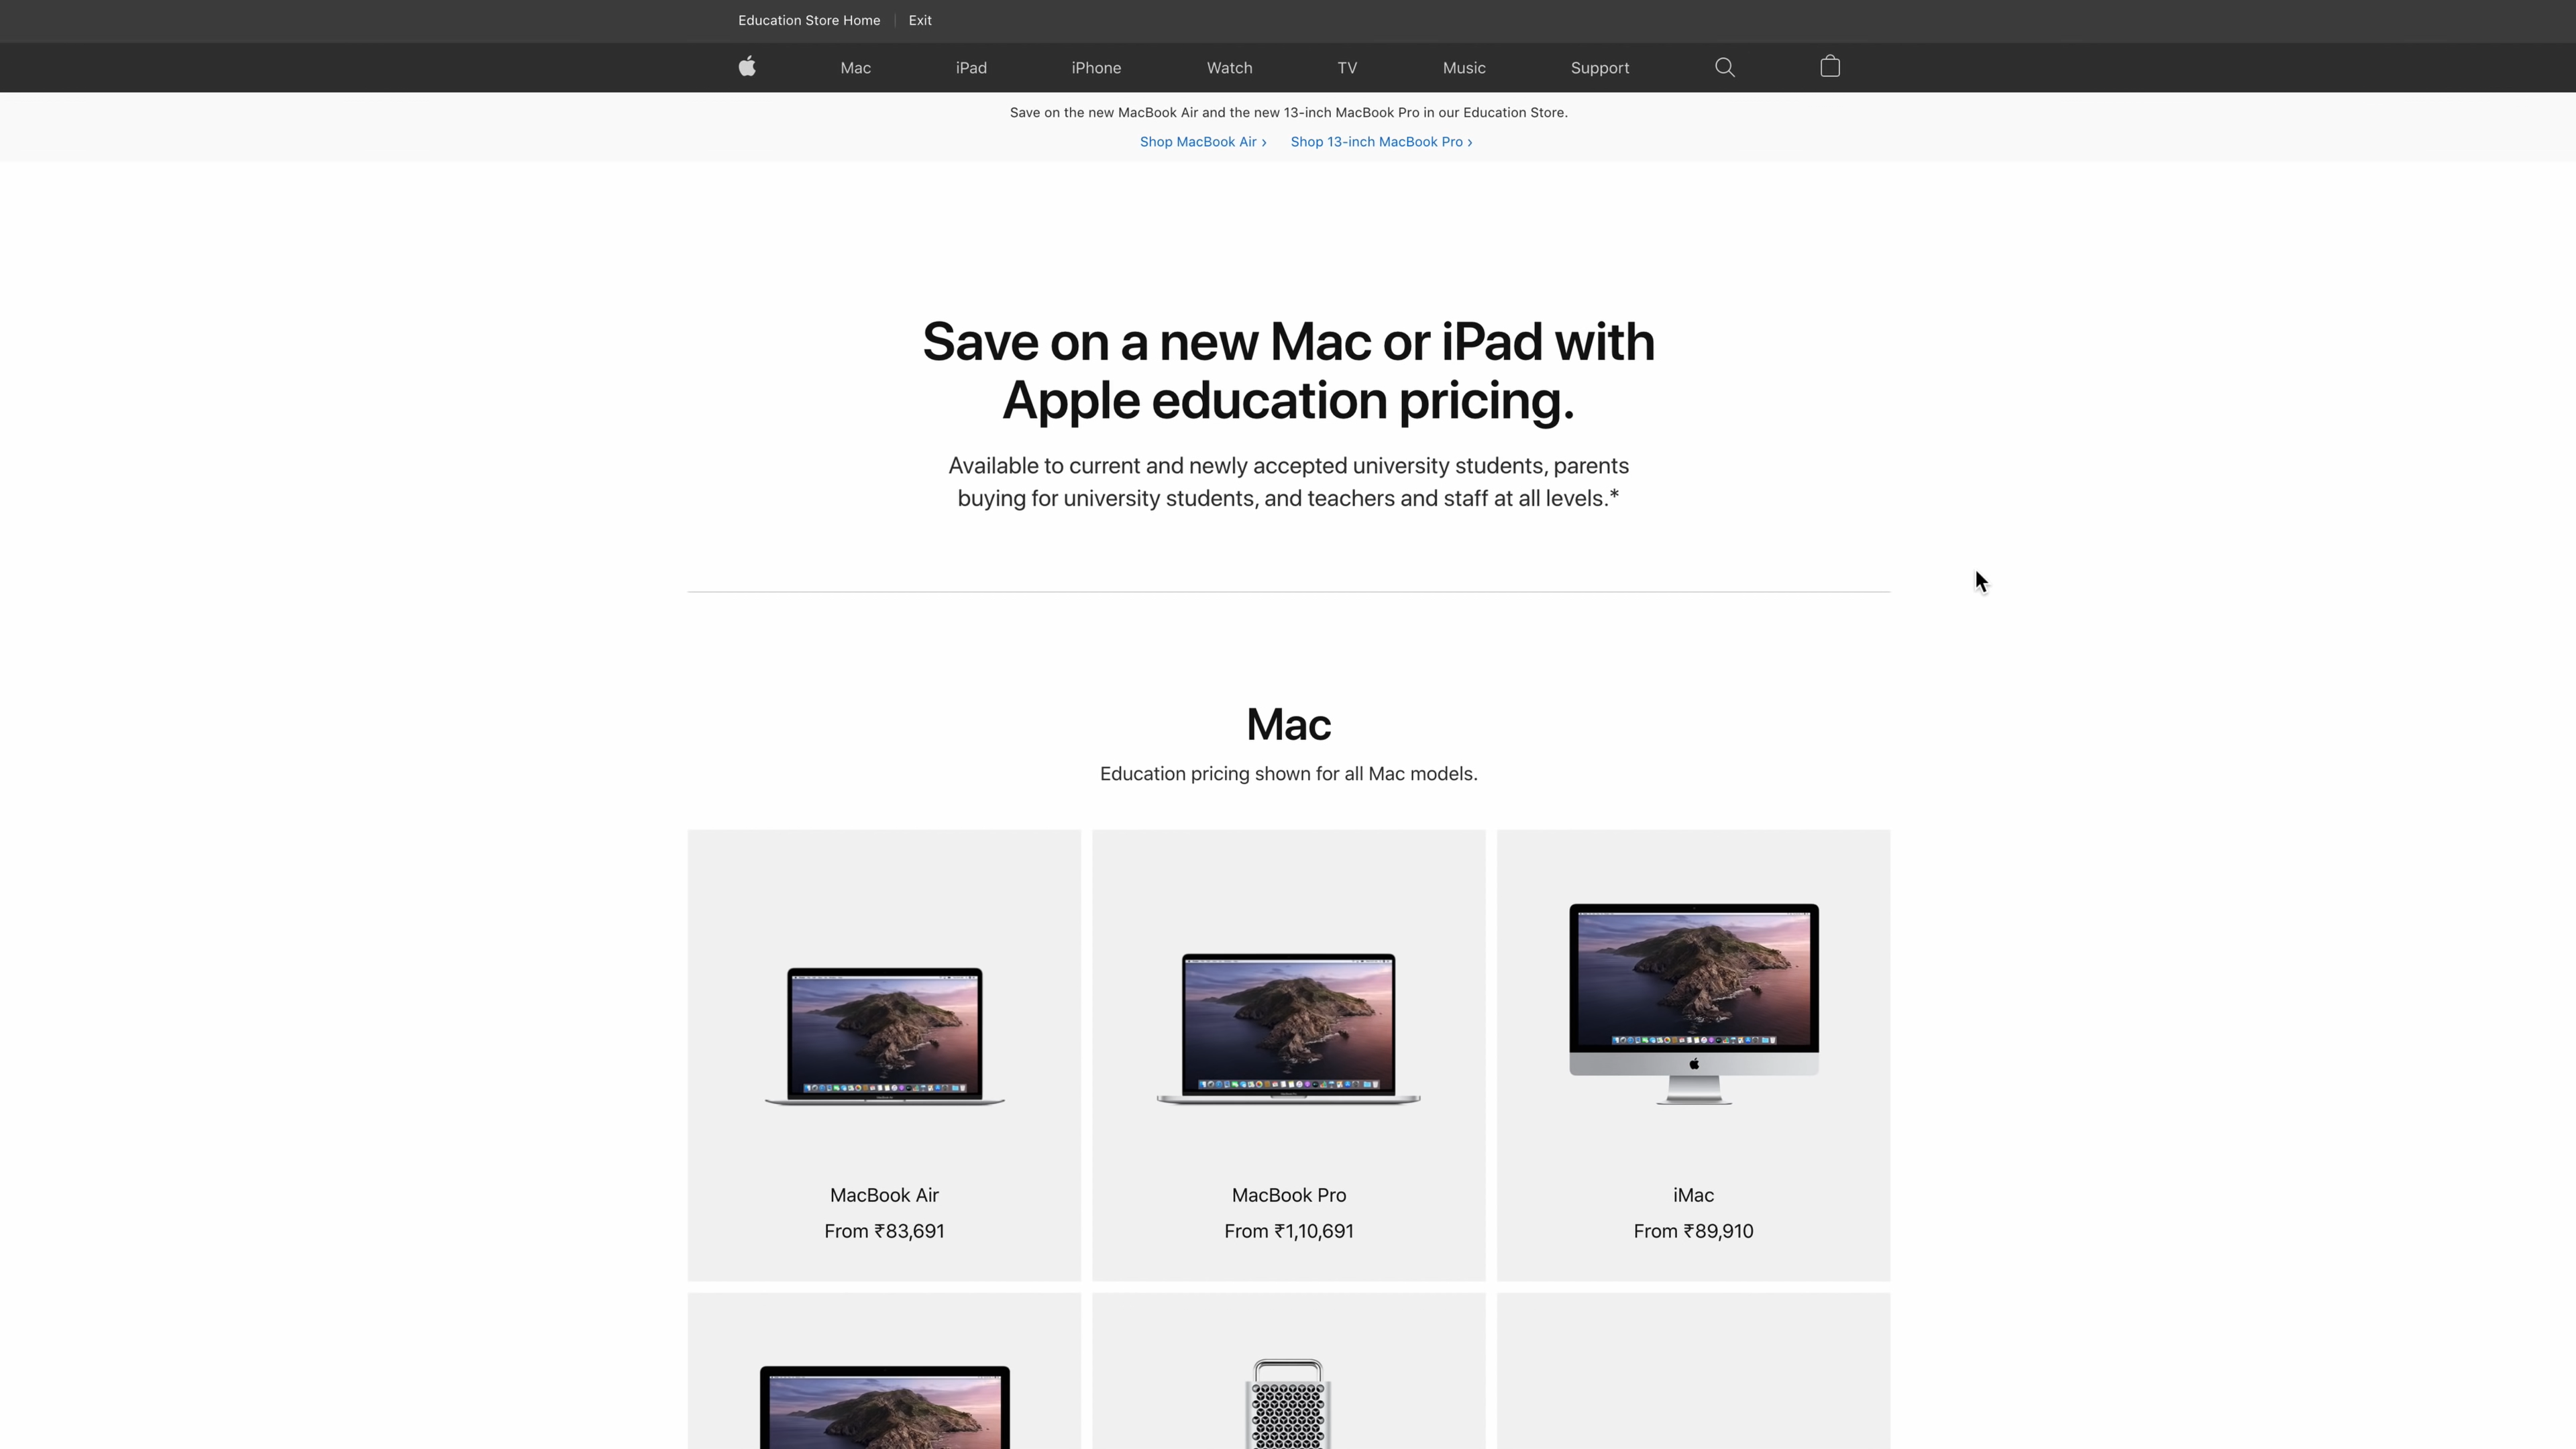 Education Store Home
Exit
Mac
iPad
iPhone
Watch
TV
Music
Support
Save on the new MacBook Air and the new 13-inch MacBook Pro in our Education Store.
Shop MacBook Air ›
Shop 13-inch MacBook Pro ›
Save on a new Mac or iPad with
Apple education pricing.
Available to current and newly accepted university students, parents
buying for university students, and teachers and staff at all levels.*
Mac
Education pricing shown for all Mac models.
MacBook Air
From ₹83,691
MacBook Pro
From ₹1,10,691
iMac
From ₹89,910